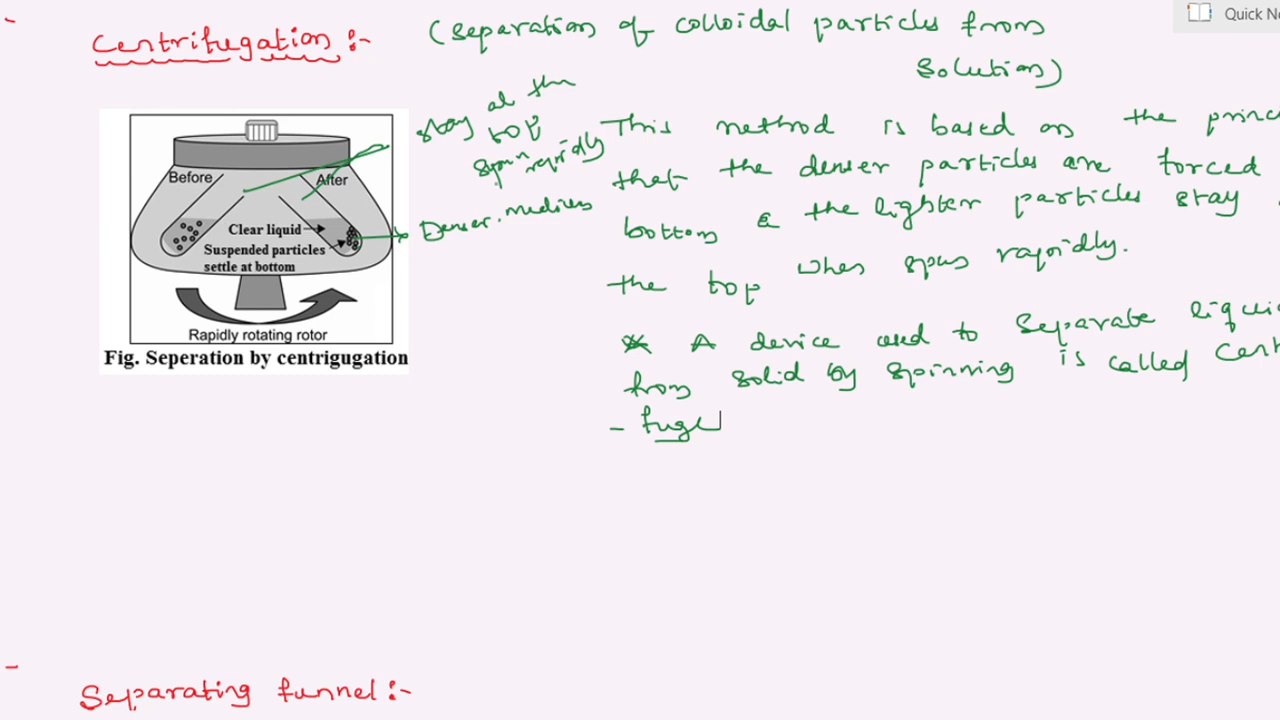 Quick No
Centrifugation :-
(Separation of colloidal particles from
solution)
stay at the
top
spun rapidly
Denser. medium
This method is based on the princ
that the denser particles are forced
bottom & the lighter particles stay
the top when spun rapidly.
* A device used to separate liquid
from solid by spinning is called cent
- fuge
Before
After
Clear liquid
Suspended particles
settle at bottom
Rapidly rotating rotor
Fig. Seperation by centrigugation
Separating funnel :-